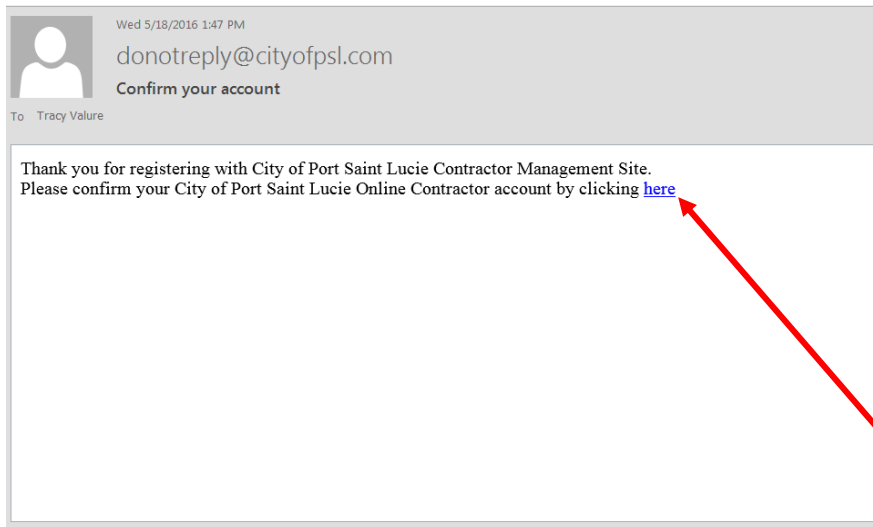 Wed 5/18/2016 1:47 PM
donotreply@cityofpsl.com
Confirm your account
To Tracy Valure
Thank you for registering with City of Port Saint Lucie Contractor Management Site.
Please confirm your City of Port Saint Lucie Online Contractor account by clicking here